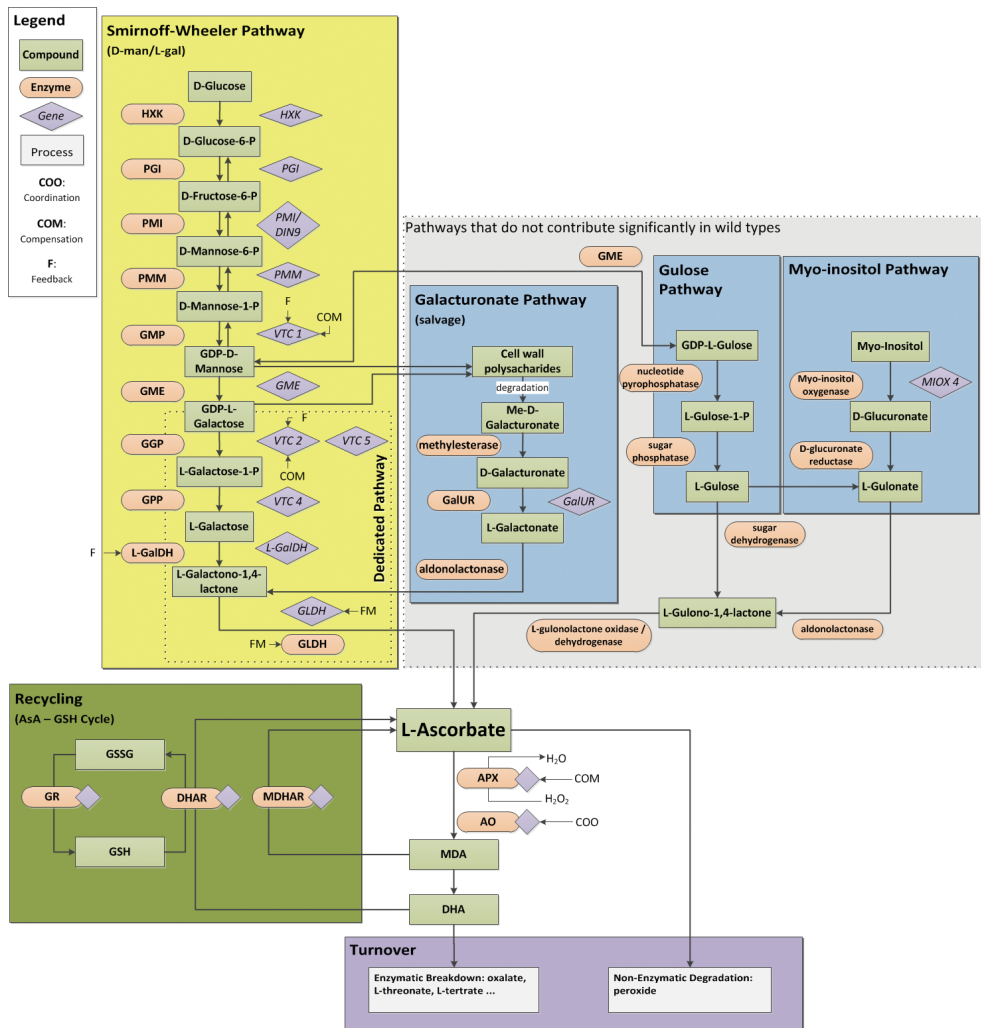 Legend
Compound
Enzyme
Gene
Process
COO:
Coordination
COM:
Compensation
F:
Feedback
Smirnoff-Wheeler Pathway
(D-man/L-gal)
D-Glucose
HXK
HXK
D-Glucose-6-P
PGI
PGI
D-Fructose-6-P
PMI
PMI/
DIN9
D-Mannose-6-P
PMM
PMM
D-Mannose-1-P
F
COM
GMP
VTC 1
GDP-D-
Mannose
GME
GME
GDP-L-
Galactose
F
GGP
VTC 2
VTC 5
COM
L-Galactose-1-P
GPP
VTC 4
L-Galactose
F
L-GalDH
L-GalDH
L-Galactono-1,4-
lactone
GLDH
FM
FM
GLDH
Dedicated Pathway
Pathways that do not contribute significantly in wild types
GME
Galacturonate Pathway
(salvage)
Cell wall
polysacharides
degradation
Me-D-
Galacturonate
methylesterase
D-Galacturonate
GalUR
GalUR
L-Galactonate
aldonolactonase
Gulose
Pathway
GDP-L-Gulose
nucleotide
pyrophosphatase
L-Gulose-1-P
sugar
phosphatase
L-Gulose
sugar
dehydrogenase
Myo-inositol Pathway
Myo-Inositol
Myo-inositol
oxygenase
MIOX 4
D-Glucuronate
D-glucuronate
reductase
L-Gulonate
L-Gulono-1,4-lactone
L-gulonolactone oxidase /
dehydrogenase
aldonolactonase
Recycling
(AsA – GSH Cycle)
GSSG
GR
DHAR
MDHAR
GSH
L-Ascorbate
H₂O
APX
COM
H₂O₂
AO
COO
MDA
DHA
Turnover
Enzymatic Breakdown: oxalate,
L-threonate, L-tertrate ...
Non-Enzymatic Degradation:
peroxide